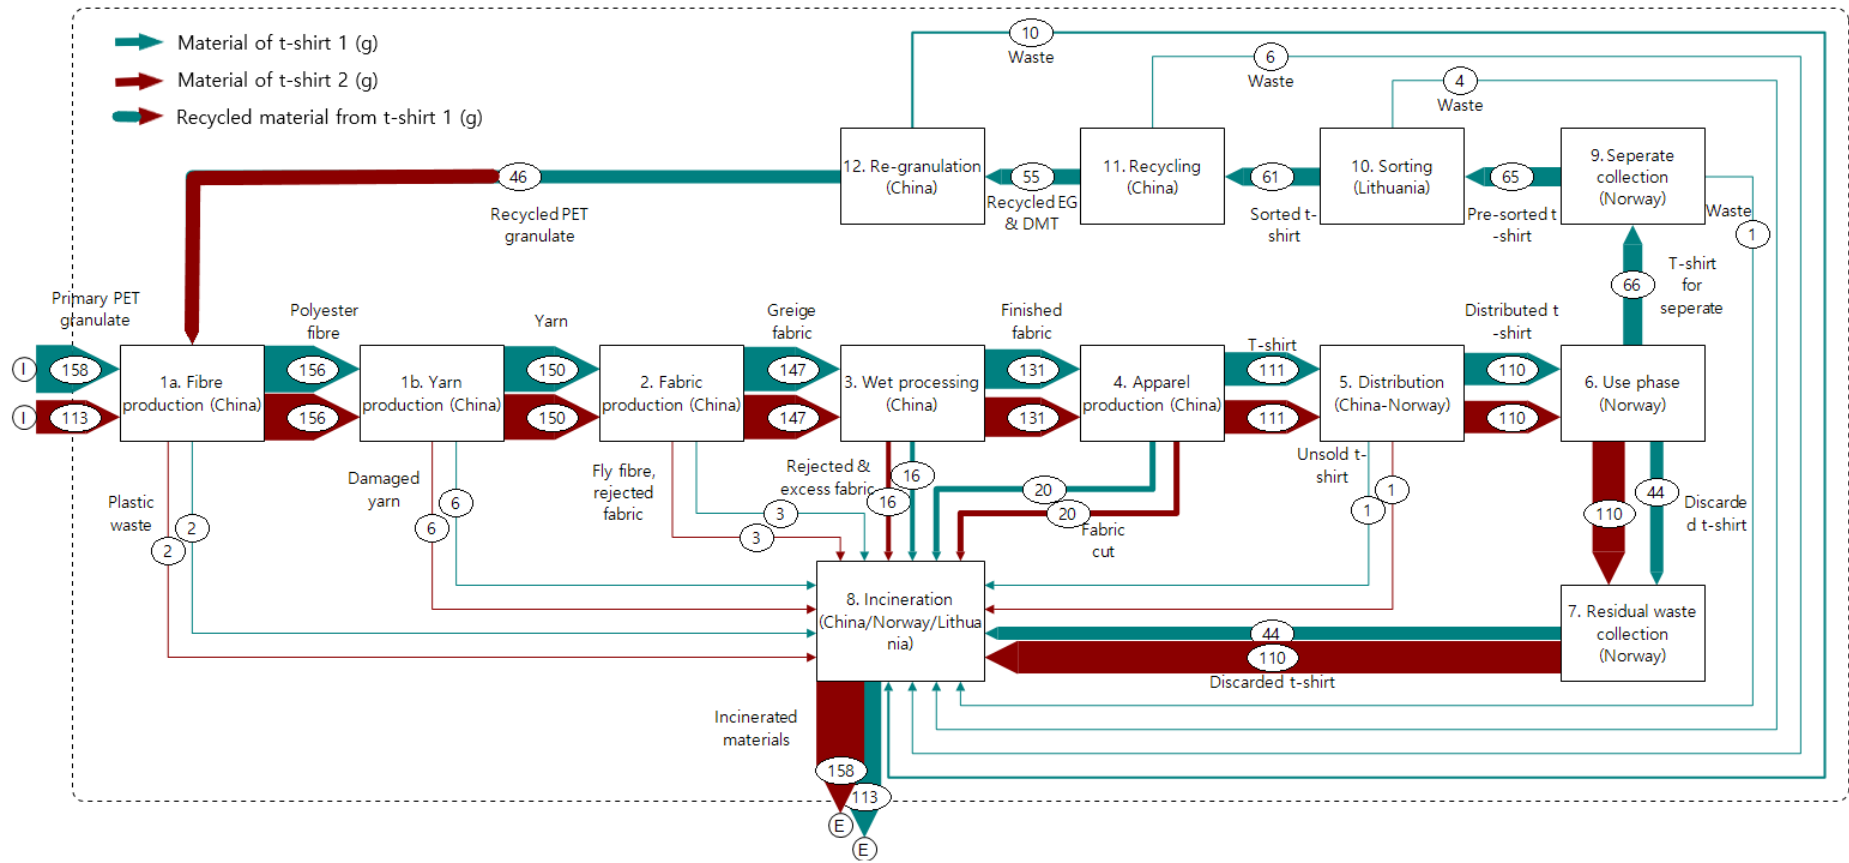 Material of t-shirt 1 (g)
Material of t-shirt 2 (g)
Recycled material from t-shirt 1 (g)
10
Waste
6
Waste
4
Waste
12. Re-granulation
(China)
11. Recycling
(China)
10. Sorting
(Lithuania)
9. Seperate
collection
(Norway)
46
Recycled PET
granulate
55
Recycled EG
& DMT
61
Sorted t-
shirt
65
Pre-sorted t
-shirt
Waste
1
66
T-shirt
for
seperate
Primary PET
granulate
Polyester
fibre
Yarn
Greige
fabric
Finished
fabric
T-shirt
Distributed t
-shirt
I
158
156
150
147
131
111
110
I
113
156
150
147
131
111
110
1a. Fibre
production (China)
1b. Yarn
production (China)
2. Fabric
production (China)
3. Wet processing
(China)
4. Apparel
production (China)
5. Distribution
(China-Norway)
6. Use phase
(Norway)
Plastic
waste
2
2
Damaged
yarn
6
6
Fly fibre,
rejected
fabric
3
3
Rejected &
excess fabric
16
16
20
20
Fabric
cut
Unsold t-
shirt
1
1
110
44
Discarde
d t-shirt
8. Incineration
(China/Norway/Lithua
nia)
44
110
Discarded t-shirt
7. Residual waste
collection
(Norway)
Incinerated
materials
158
113
E
E